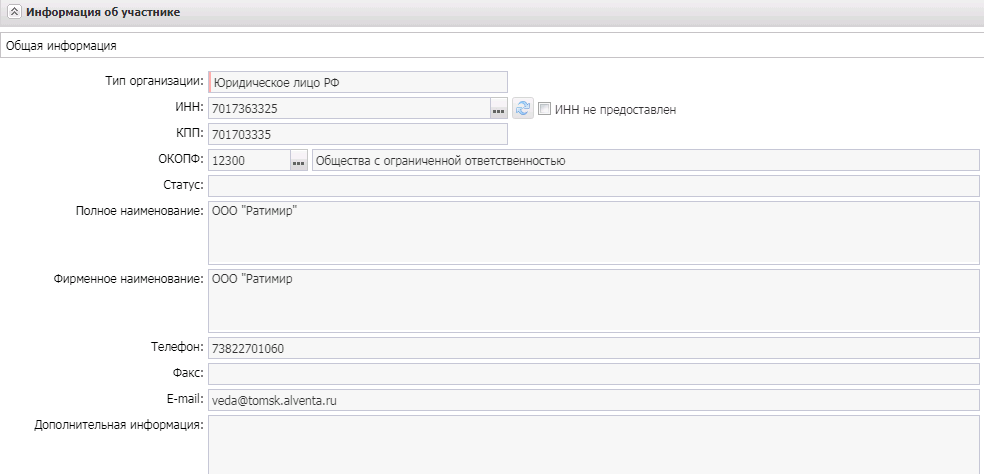 Информация об участнике
Общая информация
Тип организации: Юридическое лицо РФ
ИНН: 7017363325 ... ИНН не предоставлен
КПП: 701703335
ОКОПФ: 12300 ... Общества с ограниченной ответственностью
Статус:
Полное наименование: ООО "Ратимир"
Фирменное наименование: ООО "Ратимир
Телефон: 73822701060
Факс:
E-mail: veda@tomsk.alventa.ru
Дополнительная информация: